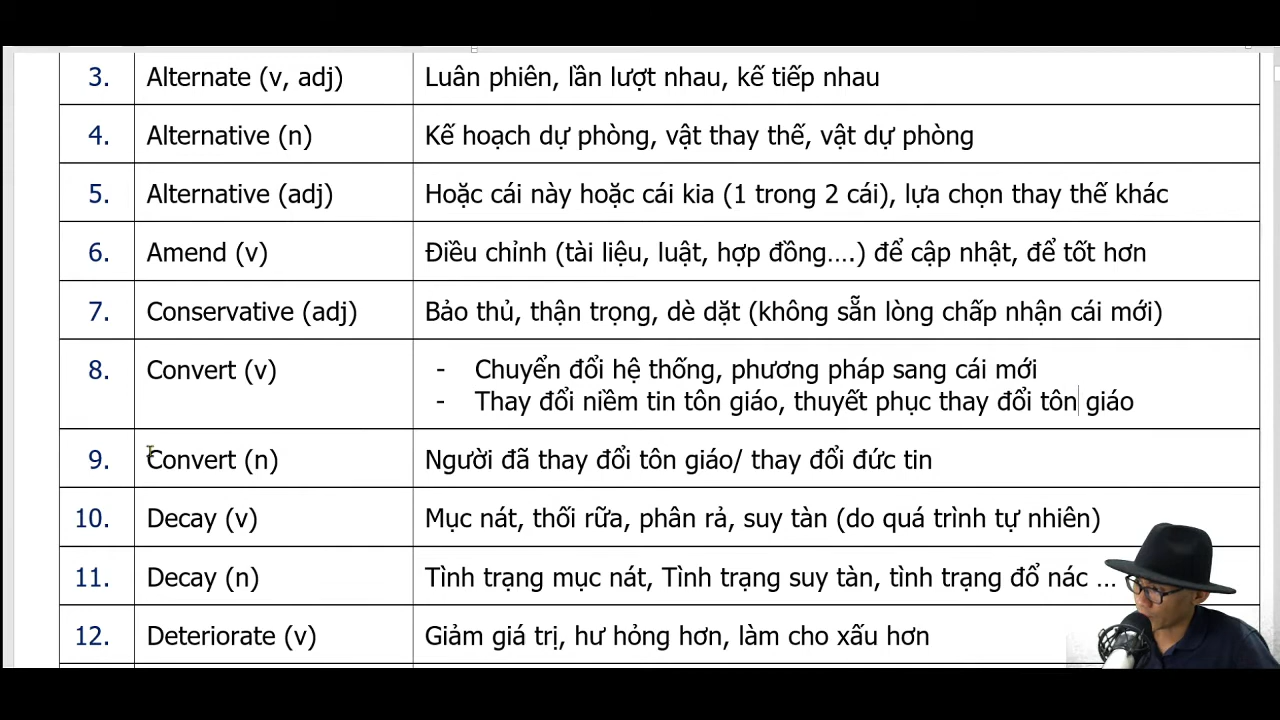 3. Alternate (v, adj) Luân phiên, lần lượt nhau, kế tiếp nhau
4. Alternative (n) Kế hoạch dự phòng, vật thay thế, vật dự phòng
5. Alternative (adj) Hoặc cái này hoặc cái kia (1 trong 2 cái), lựa chọn thay thế khác
6. Amend (v) Điều chỉnh (tài liệu, luật, hợp đồng....) để cập nhật, để tốt hơn
7. Conservative (adj) Bảo thủ, thận trọng, dè dặt (không sẵn lòng chấp nhận cái mới)
8. Convert (v) - Chuyển đổi hệ thống, phương pháp sang cái mới
- Thay đổi niềm tin tôn giáo, thuyết phục thay đổi tôn giáo
9. Convert (n) Người đã thay đổi tôn giáo/ thay đổi đức tin
10. Decay (v) Mục nát, thối rữa, phân rả, suy tàn (do quá trình tự nhiên)
11. Decay (n) Tình trạng mục nát, Tình trạng suy tàn, tình trạng đổ nác ...
12. Deteriorate (v) Giảm giá trị, hư hỏng hơn, làm cho xấu hơn